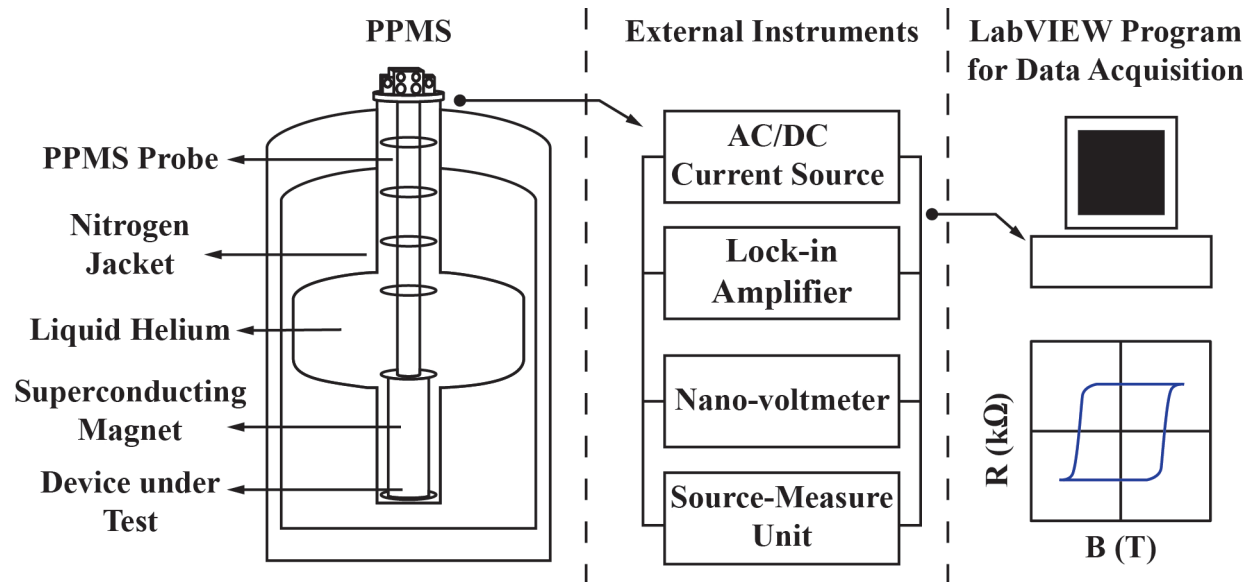 PPMS
PPMS Probe
Nitrogen
Jacket
Liquid Helium
Superconducting
Magnet
Device under
Test
External Instruments
AC/DC
Current Source
Lock-in
Amplifier
Nano-voltmeter
Source-Measure
Unit
LabVIEW Program
for Data Acquisition
R (kΩ)
B (T)